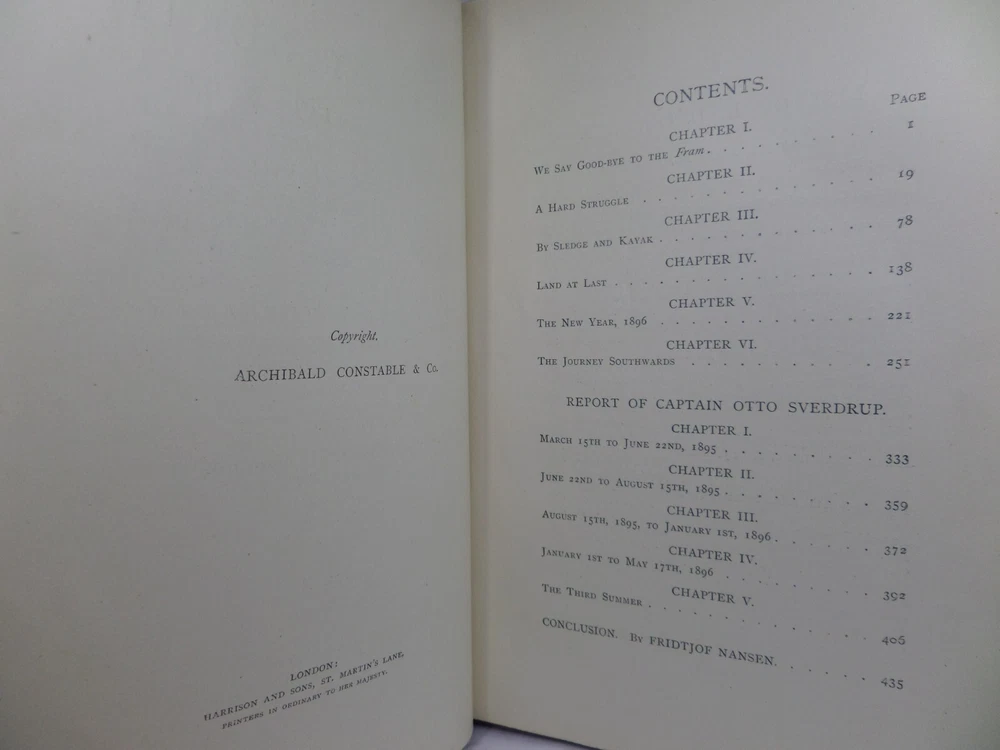 Copyright.
ARCHIBALD CONSTABLE & Co.
LONDON:
HARRISON AND SONS, ST. MARTIN'S LANE,
PRINTERS IN ORDINARY TO HER MAJESTY.
CONTENTS.
PAGE
CHAPTER I.
WE SAY GOOD-BYE TO THE Fram . . . . . . . . 1
CHAPTER II.
A HARD STRUGGLE . . . . . . . . . . . 19
CHAPTER III.
BY SLEDGE AND KAYAK . . . . . . . . . . . 78
CHAPTER IV.
LAND AT LAST . . . . . . . . . . . . 138
CHAPTER V.
THE NEW YEAR, 1896 . . . . . . . . . . . 221
CHAPTER VI.
THE JOURNEY SOUTHWARDS . . . . . . . . . 251
REPORT OF CAPTAIN OTTO SVERDRUP.
CHAPTER I.
MARCH 15TH TO JUNE 22ND, 1895 . . . . . . . . 333
CHAPTER II.
JUNE 22ND TO AUGUST 15TH, 1895 . . . . . . . . 359
CHAPTER III.
AUGUST 15TH, 1895, TO JANUARY 1ST, 1896 . . . . . . 372
CHAPTER IV.
JANUARY 1ST TO MAY 17TH, 1896 . . . . . . . . 392
CHAPTER V.
THE THIRD SUMMER . . . . . . . . . . . 406
CONCLUSION. BY FRIDTJOF NANSEN. . . . . . 435